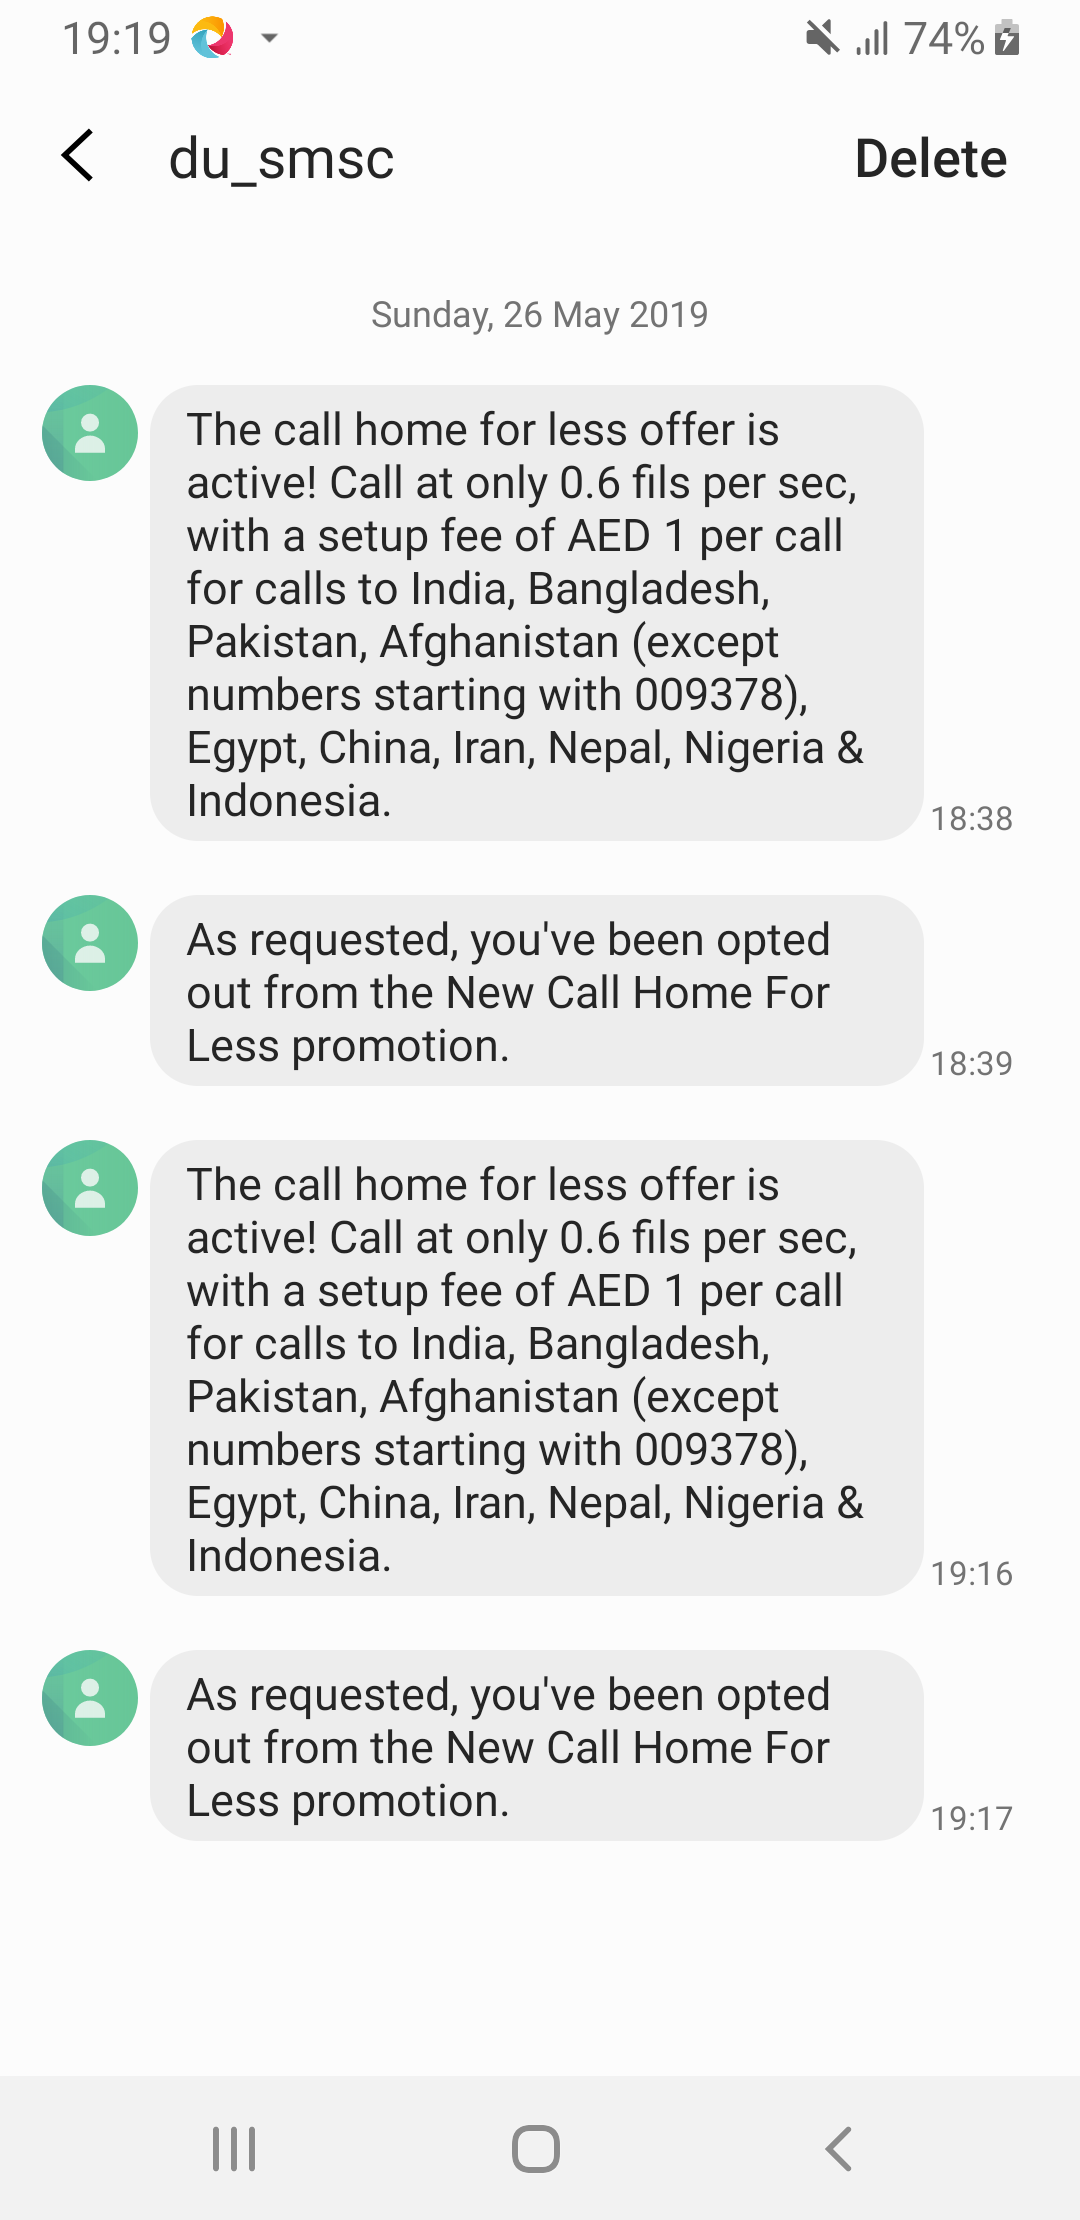 19:19 74%
du_smsc Delete
Sunday, 26 May 2019
The call home for less offer is
active! Call at only 0.6 fils per sec,
with a setup fee of AED 1 per call
for calls to India, Bangladesh,
Pakistan, Afghanistan (except
numbers starting with 009378),
Egypt, China, Iran, Nepal, Nigeria &
Indonesia.
18:38
As requested, you've been opted
out from the New Call Home For
Less promotion.
18:39
The call home for less offer is
active! Call at only 0.6 fils per sec,
with a setup fee of AED 1 per call
for calls to India, Bangladesh,
Pakistan, Afghanistan (except
numbers starting with 009378),
Egypt, China, Iran, Nepal, Nigeria &
Indonesia.
19:16
As requested, you've been opted
out from the New Call Home For
Less promotion.
19:17